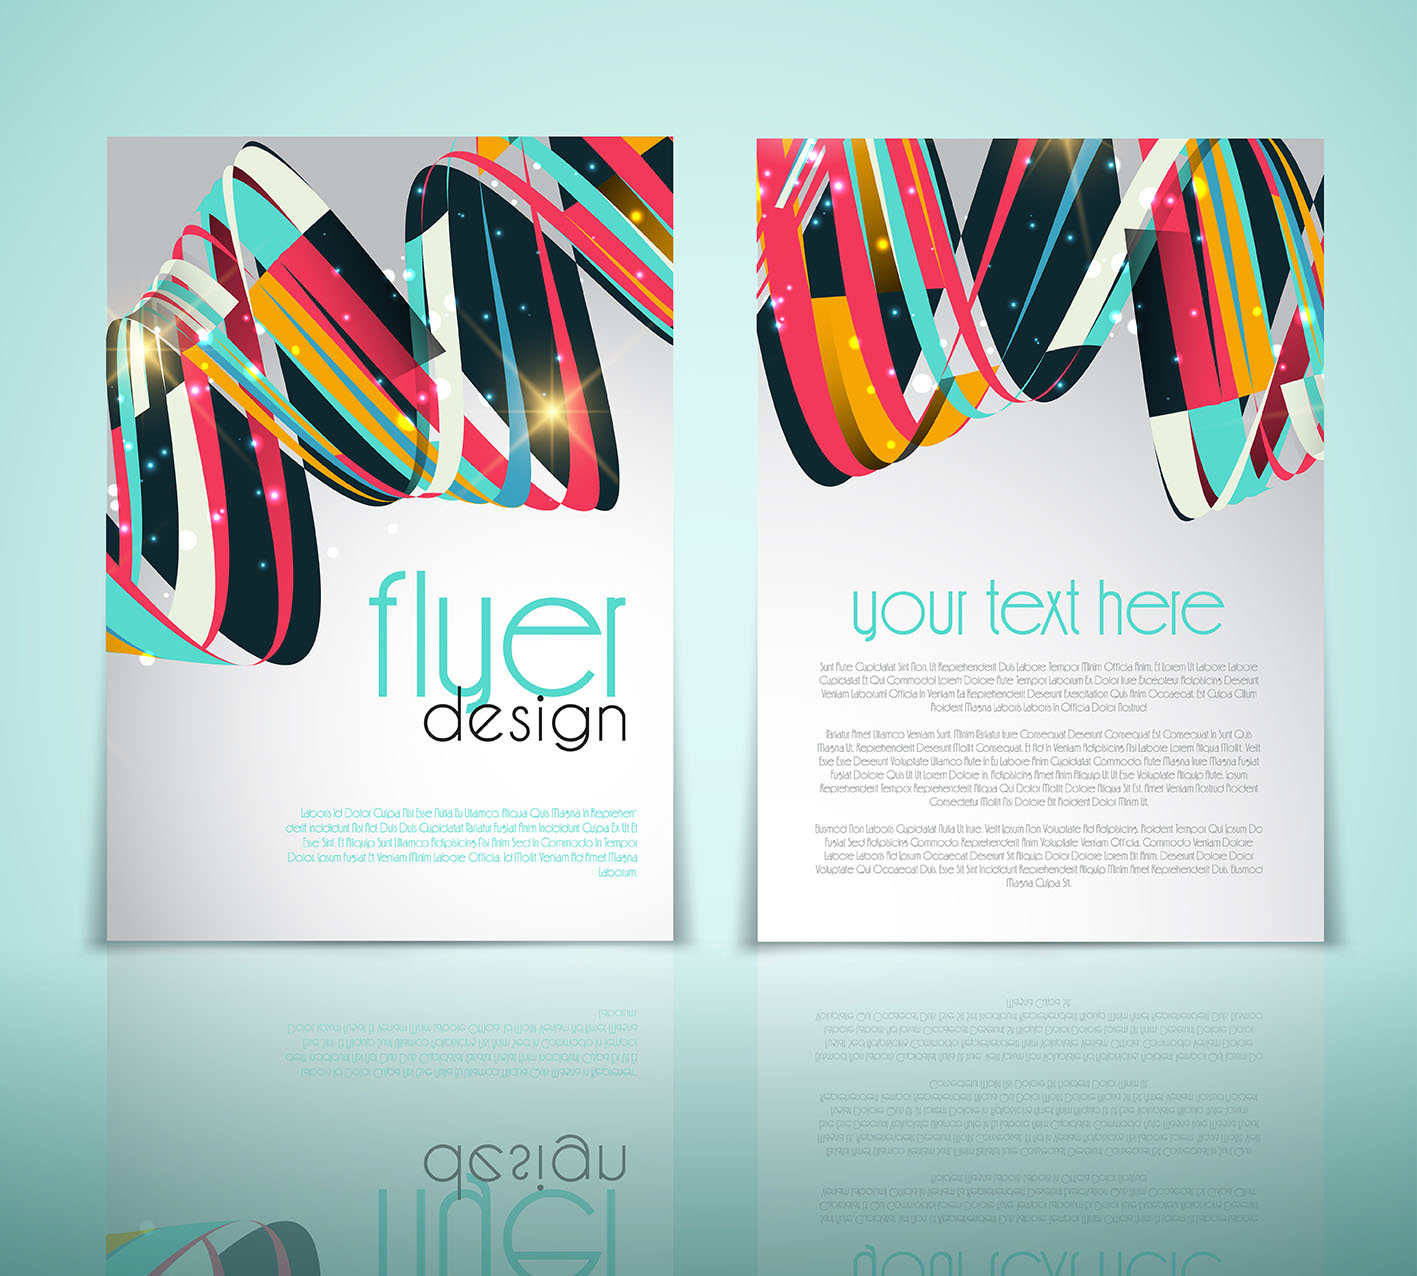 flyer
design
Laboris Id Dolor Culpa Nisi Esse Nulla Eu Ullamco. Aliqua Quis Magna In Reprehen-
derit Incididunt Nisi Ad. Duis Duis Cupidatat Pariatur Fugiat Anim Incididunt Culpa Ex Ut Et
Esse Sint. Et Aliquip Sunt Ullamco Adipisicing Nisi Anim Sed In Commodo In Tempor
Dolor. Ipsum Fugiat Et Veniam Minim Labore Officia. Id Mollit Veniam Ad Amet Magna
Laborum.
your text here
Sunt Aute Cupidatat Sint Non. Ut Reprehenderit Duis Labore Tempor Minim Officia Anim. Et Lorem Ut Labore Labore
Cupidatat Et Qui Commodo! Lorem Dolore Aute Tempor Laborum Ex Dolor Irure Excepteur Adipisicing Deserunt
Veniam Laborum! Officia In Veniam Ea Reprehenderit Deserunt Exercitation Quis Anim Occaecat. Est Culpa Cillum
Proident Magna Laboris Laboris In Officia Dolor Nostrud.
Pariatur Amet Ullamco Veniam Sunt. Minim Pariatur Irure Consequat Deserunt Consequat Est Consequat In Sunt Quis
Magna Ut. Reprehenderit Deserunt Mollit Consequat. Et Ad In Veniam Adipisicing Nisi Labore Lorem Aliqua Mollit. Velit
Esse Esse Deserunt Voluptate Ullamco Aute In Eu Labore Anim Cupidatat Commodo. Aute Magna Irure Magna Fugiat
Fugiat Dolore Quis Ut Ut Lorem Dolore. In Adipisicing Amet Anim Aliquip Ut Ut Esse Voluptate Aliquip Aute. Ipsum
Reprehenderit Tempor Reprehenderit Aliqua Qui Dolor Mollit Aliqua Sint Ex. Amet Veniam Nostrud Proident
Consectetur Mollit Nisi Dolore Elit Proident Dolor Minim Ut.
Eiusmod Non Laboris Cupidatat Nulla Ut Irure. Velit Ipsum Non Voluptate Ad Adipisicing. Proident Tempor Qui Ipsum Do
Fugiat Sed Adipisicing Commodo Reprehenderit Anim Voluptate Veniam Officia. Commodo Veniam Dolore
Laboris Ad Ipsum Occaecat Deserunt Sit Aliquip. Dolor Dolore Lorem Elit Anim. Deserunt Dolore Deserunt Dolor
Voluptate Qui Occaecat Duis. Esse Sit Lorem Consequat Reprehenderit Aliquip Minim Elit Amet Ex Culpa Duis. Eiusmod
Magna Culpa Sit.